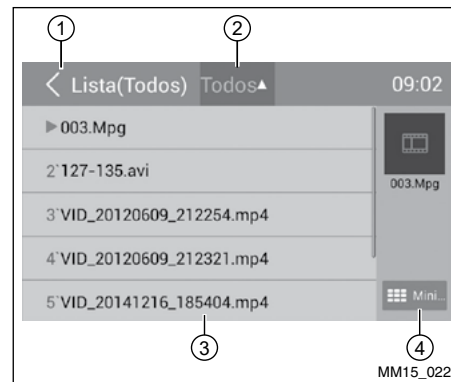 1 2
Lista(Todos) Todos▲ 09:02
▶ 003.Mpg
2`127-135.avi
003.Mpg
3`VID_20120609_212254.mp4
4`VID_20120609_212321.mp4
5`VID_20141216_185404.mp4
Mini...
3 4
MM15_022